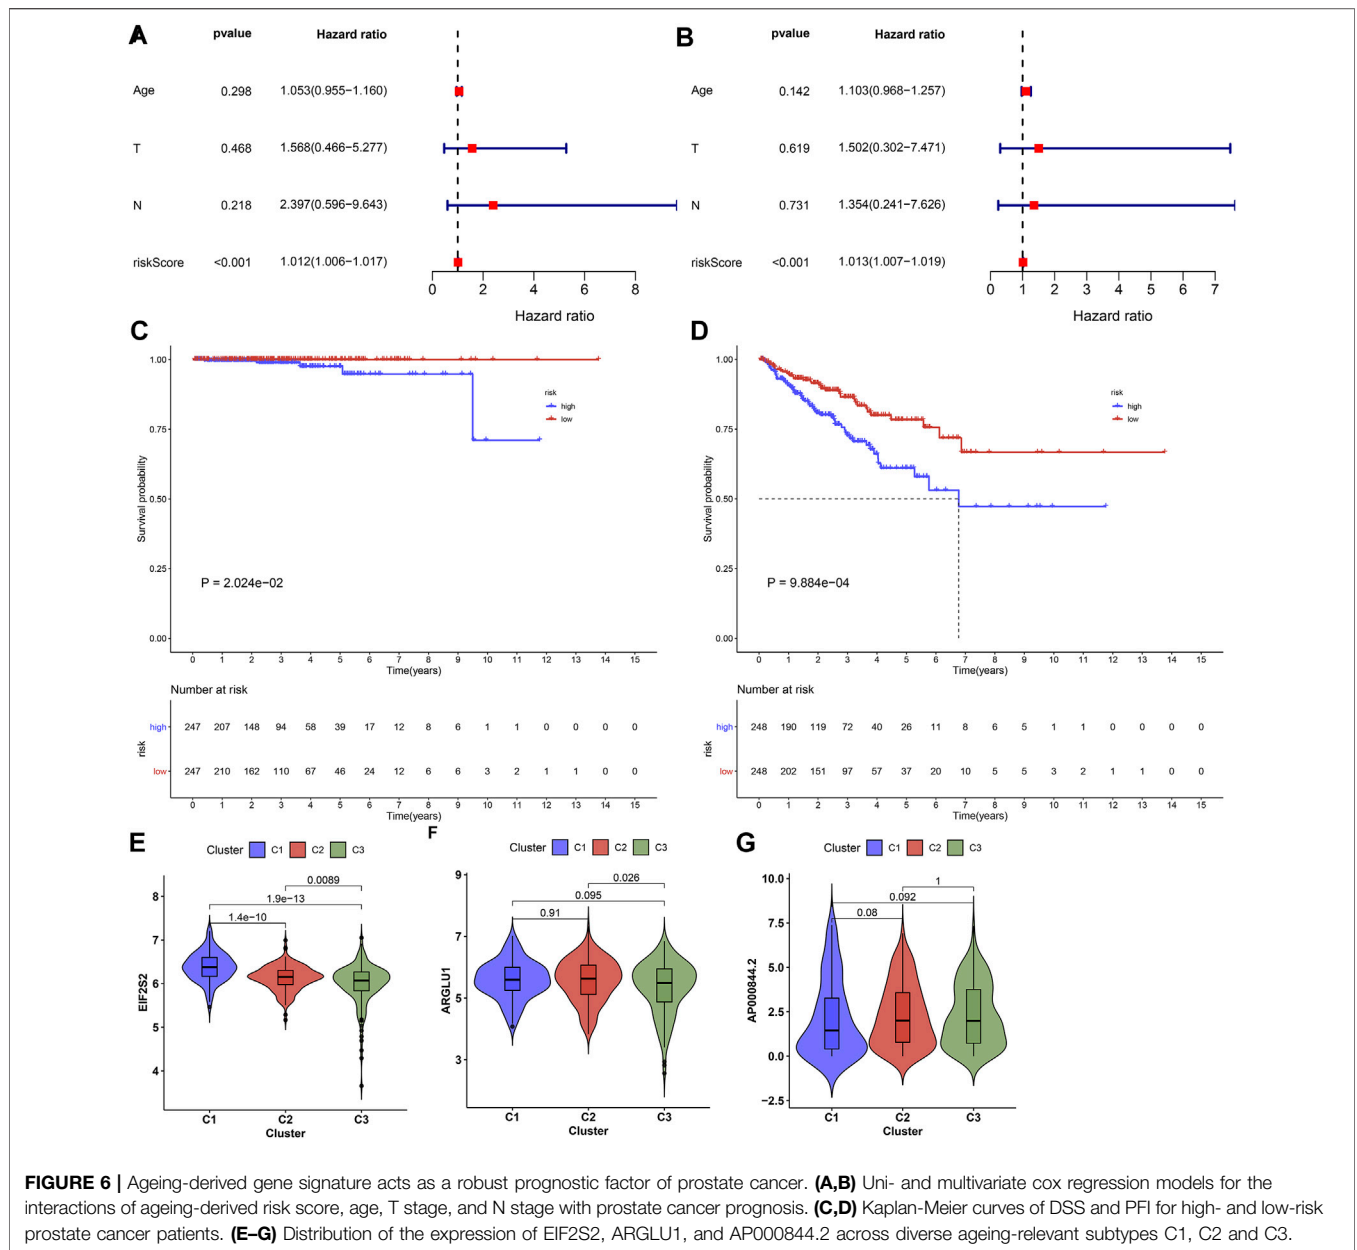 A
pvalue Hazard ratio
Age 0.298 1.053(0.955−1.160)
T 0.468 1.568(0.466−5.277)
N 0.218 2.397(0.596−9.643)
riskScore <0.001 1.012(1.006−1.017)
0 2 4 6 8
Hazard ratio
B
pvalue Hazard ratio
Age 0.142 1.103(0.968−1.257)
T 0.619 1.502(0.302−7.471)
N 0.731 1.354(0.241−7.626)
riskScore <0.001 1.013(1.007−1.019)
0 1 2 3 4 5 6 7
Hazard ratio
C
1.00
0.75
0.50
0.25
0.00
Survival probability
risk
high
low
P = 2.024e−02
0 1 2 3 4 5 6 7 8 9 10 11 12 13 14 15
Time(years)
Number at risk
risk
high 247 207 148 94 58 39 17 12 8 6 1 1 0 0 0 0
low 247 210 162 110 67 46 24 12 6 6 3 2 1 1 0 0
0 1 2 3 4 5 6 7 8 9 10 11 12 13 14 15
Time(years)
D
1.00
0.75
0.50
0.25
0.00
Survival probability
risk
high
low
P = 9.884e−04
0 1 2 3 4 5 6 7 8 9 10 11 12 13 14 15
Time(years)
Number at risk
risk
high 248 190 119 72 40 26 11 8 6 5 1 1 0 0 0 0
low 248 202 151 97 57 37 20 10 5 5 3 2 1 1 0 0
0 1 2 3 4 5 6 7 8 9 10 11 12 13 14 15
Time(years)
E
Cluster C1 C2 C3
0.0089
1.9e−13
1.4e−10
8
7
6
5
4
EIF2S2
C1 C2 C3
Cluster
F
Cluster C1 C2 C3
0.026
0.095
0.91
9
7
5
3
ARGLU1
C1 C2 C3
Cluster
G
Cluster C1 C2 C3
1
0.092
0.08
10.0
7.5
5.0
2.5
0.0
−2.5
AP000844.2
C1 C2 C3
Cluster
FIGURE 6 | Ageing-derived gene signature acts as a robust prognostic factor of prostate cancer. (A,B) Uni- and multivariate cox regression models for the
interactions of ageing-derived risk score, age, T stage, and N stage with prostate cancer prognosis. (C,D) Kaplan-Meier curves of DSS and PFI for high- and low-risk
prostate cancer patients. (E–G) Distribution of the expression of EIF2S2, ARGLU1, and AP000844.2 across diverse ageing-relevant subtypes C1, C2 and C3.